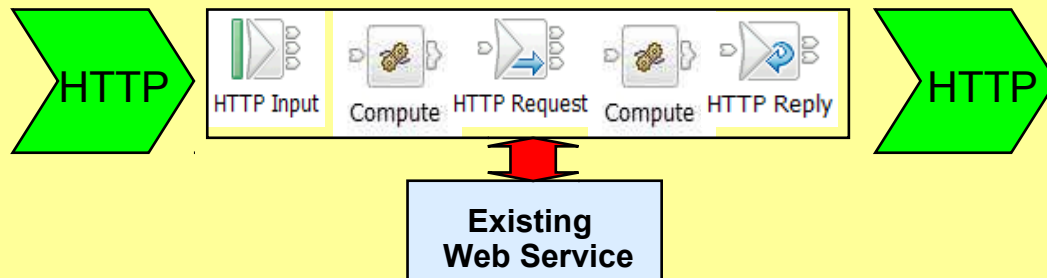 HTTP
HTTP Input
Compute
HTTP Request
Compute
HTTP Reply
HTTP
Existing
Web Service